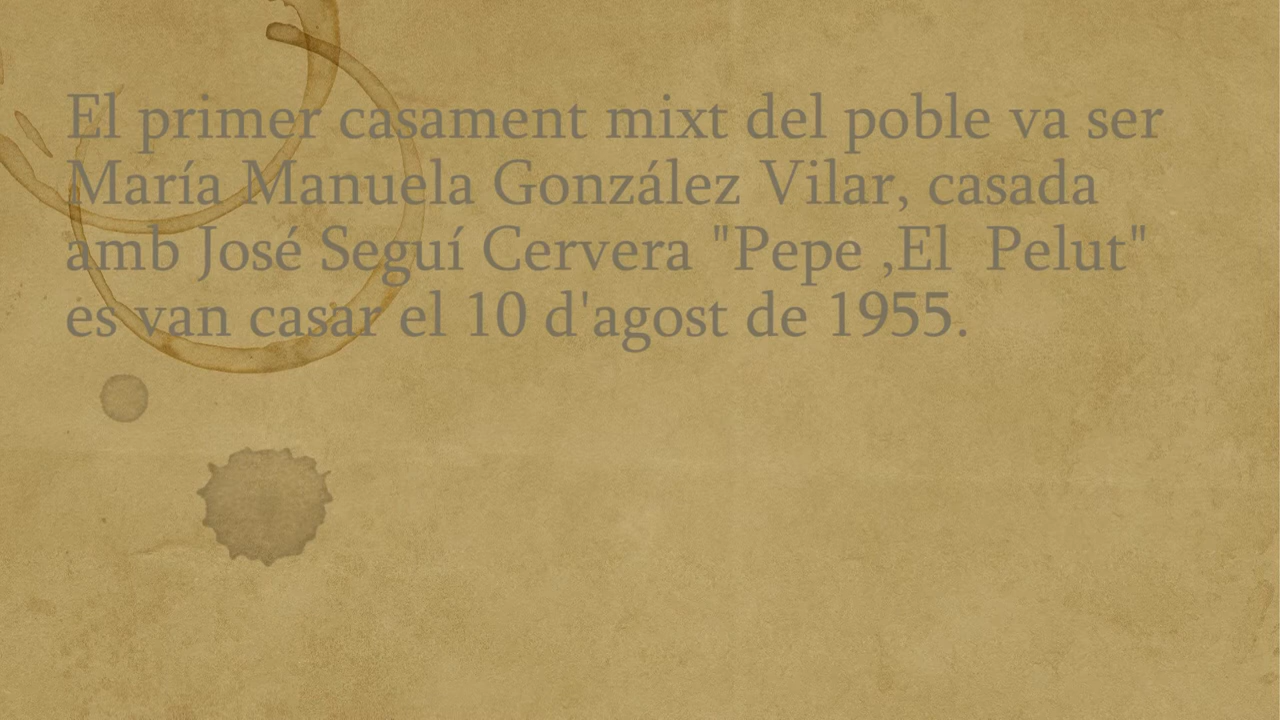 El primer casament mixt del poble va ser
María Manuela González Vilar, casada
amb José Seguí Cervera "Pepe ,El  Pelut"
es van casar el 10 d'agost de 1955.